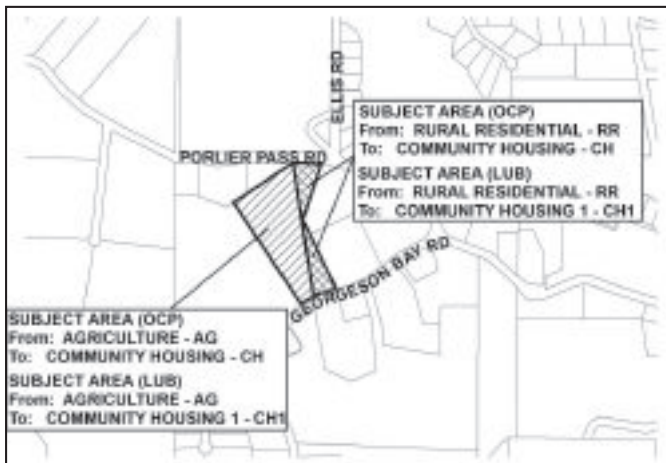 ELLIS RD
SUBJECT AREA (OCP)
From: RURAL RESIDENTIAL - RR
To: COMMUNITY HOUSING - CH
SUBJECT AREA (LUB)
From: RURAL RESIDENTIAL - RR
To: COMMUNITY HOUSING 1 - CH1
PORLIER PASS RD
GEORGESON BAY RD
SUBJECT AREA (OCP)
From: AGRICULTURE - AG
To: COMMUNITY HOUSING - CH
SUBJECT AREA (LUB)
From: AGRICULTURE - AG
To: COMMUNITY HOUSING 1 - CH1